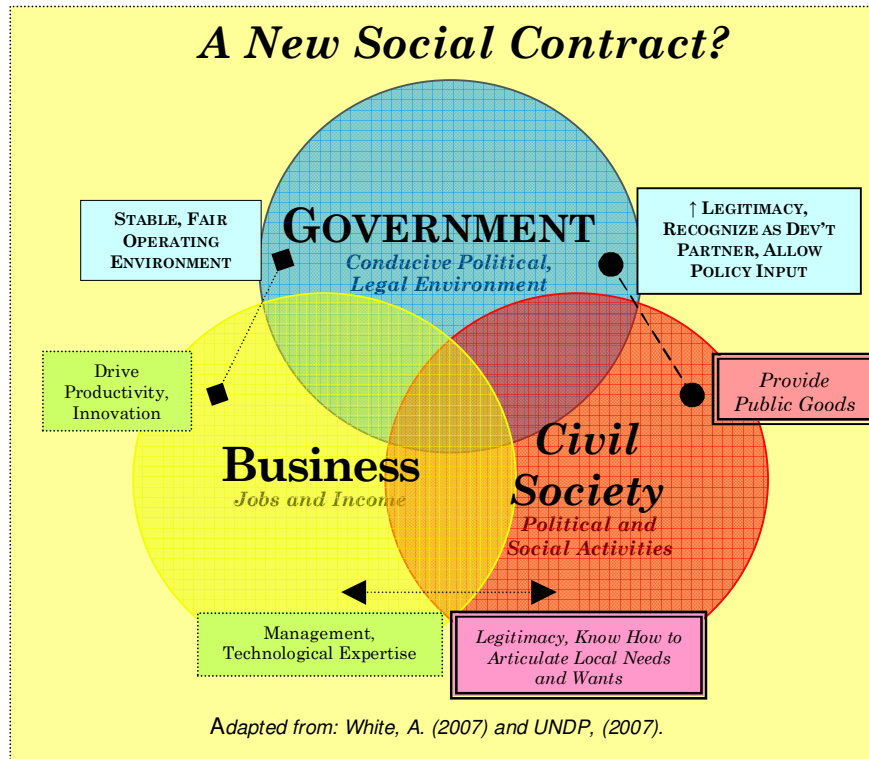 A New Social Contract?
STABLE, FAIR
OPERATING
ENVIRONMENT
GOVERNMENT
Conducive Political,
Legal Environment
↑ LEGITIMACY,
RECOGNIZE AS DEV'T
PARTNER, ALLOW
POLICY INPUT
Drive
Productivity,
Innovation
Provide
Public Goods
Business
Jobs and Income
Civil
Society
Political and
Social Activities
Management,
Technological Expertise
Legitimacy, Know How to
Articulate Local Needs
and Wants
Adapted from: White, A. (2007) and UNDP, (2007).